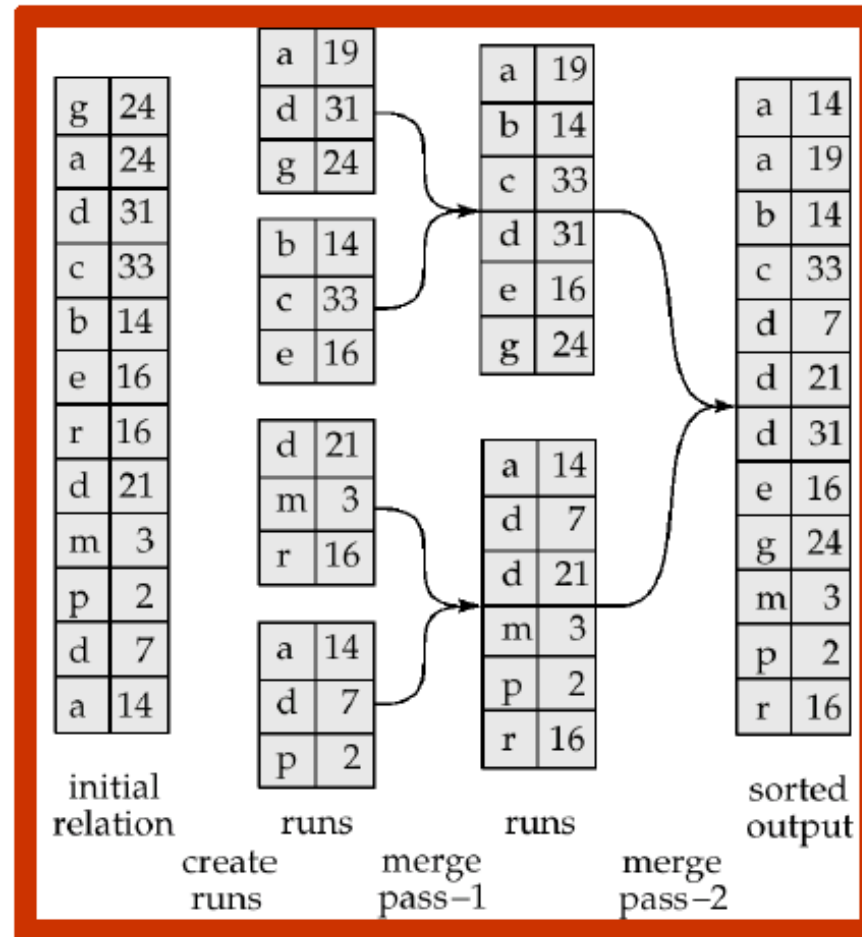 g 24
a 24
d 31
c 33
b 14
e 16
r 16
d 21
m 3
p 2
d 7
a 14
initial
relation
create
runs
a 19
d 31
g 24
b 14
c 33
e 16
d 21
m 3
r 16
a 14
d 7
p 2
runs
merge
pass–1
a 19
b 14
c 33
d 31
e 16
g 24
a 14
d 7
d 21
m 3
p 2
r 16
runs
merge
pass–2
a 14
a 19
b 14
c 33
d 7
d 21
d 31
e 16
g 24
m 3
p 2
r 16
sorted
output